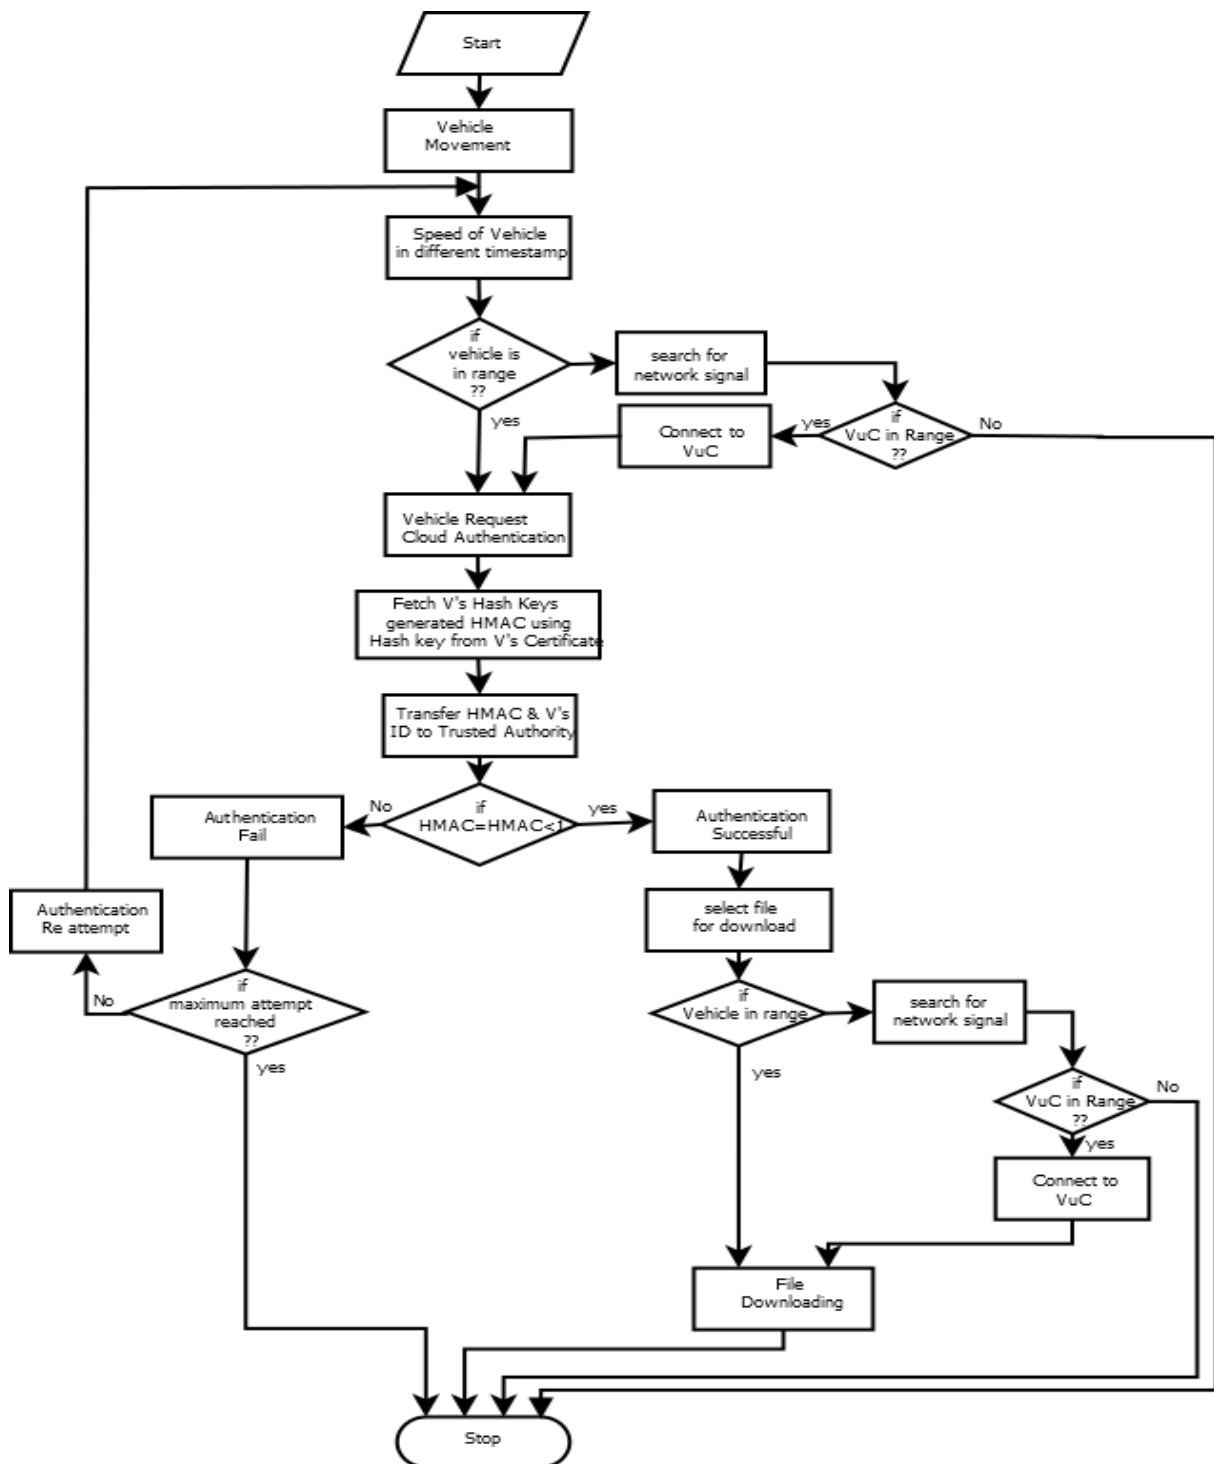 Start
Vehicle
Movement
Speed of Vehicle
in different timestamp
if
vehicle is
in range
??
yes
search for
network signal
if
VuC in Range
??
yes
No
Connect to
VuC
Vehicle Request
Cloud Authentication
Fetch V's Hash Keys
generated HMAC using
Hash key from V's Certificate
Transfer HMAC & V's
ID to Trusted Authority
if
HMAC=HMAC<1
No
yes
Authentication
Fail
Authentication
Successful
Authentication
Re attempt
select file
for download
if
maximum attempt
reached
??
No
yes
if
Vehicle in range
yes
search for
network signal
if
VuC in Range
??
No
yes
Connect to
VuC
File
Downloading
Stop